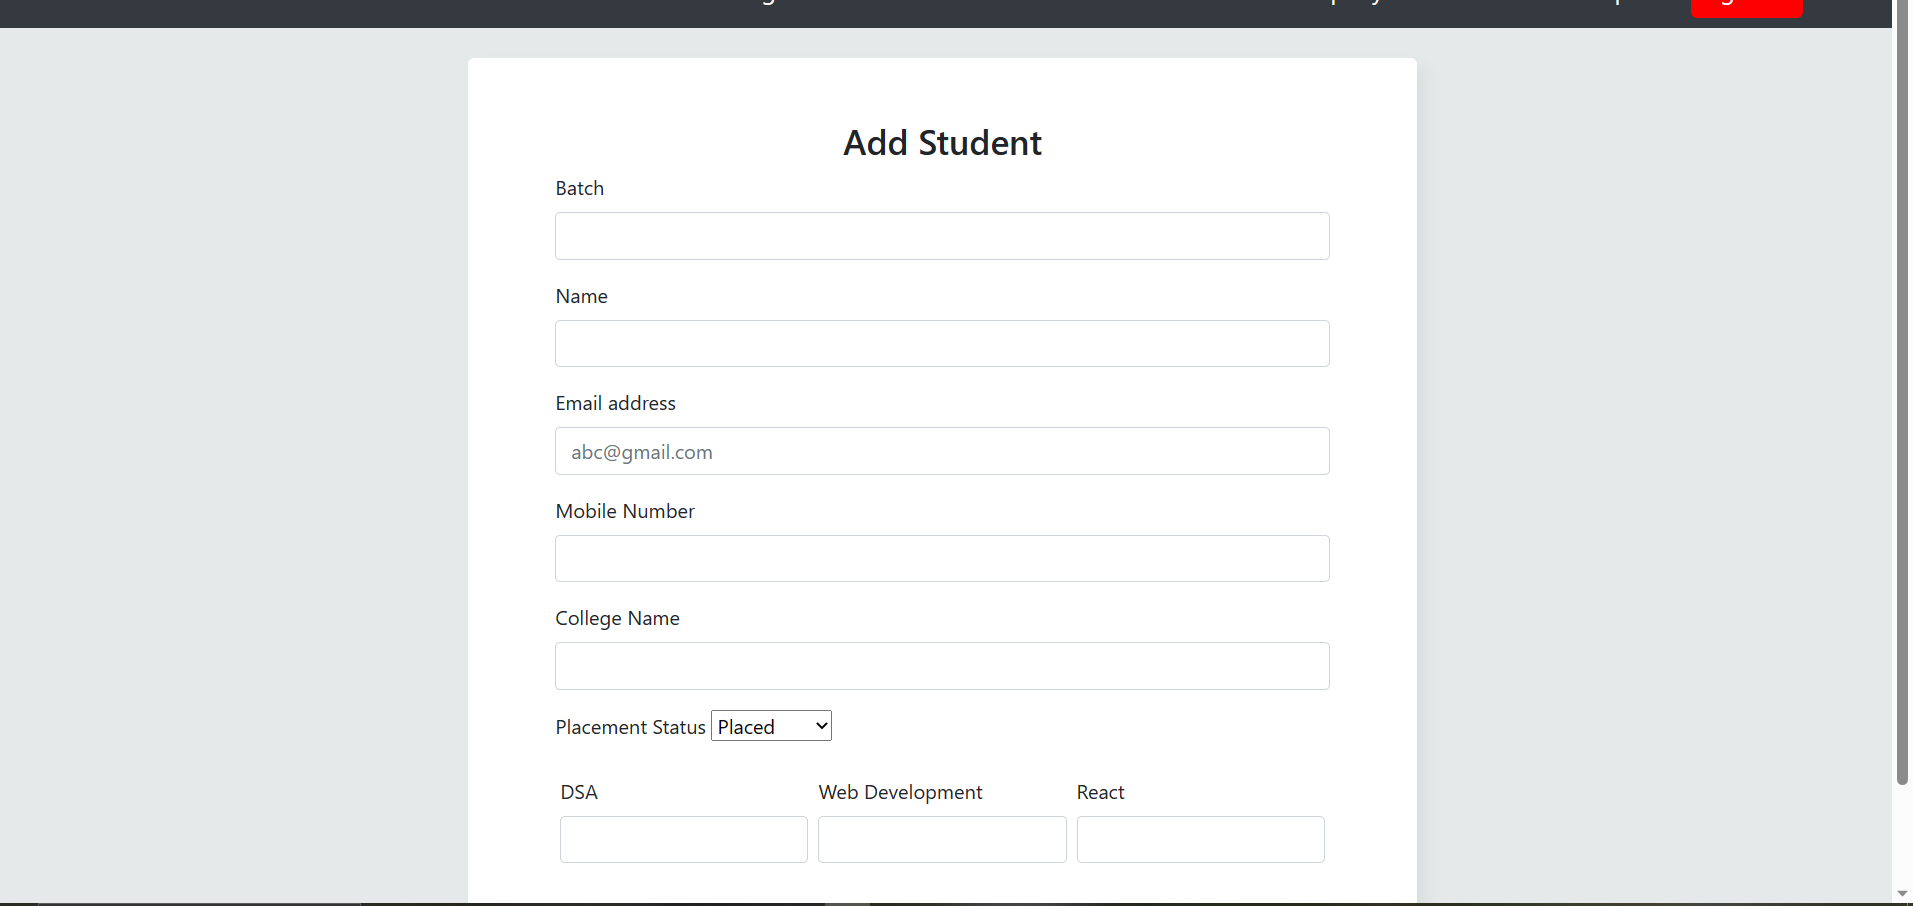 Add Student
Batch
Name
Email address
abc@gmail.com
Mobile Number
College Name
Placement Status Placed
DSA Web Development React